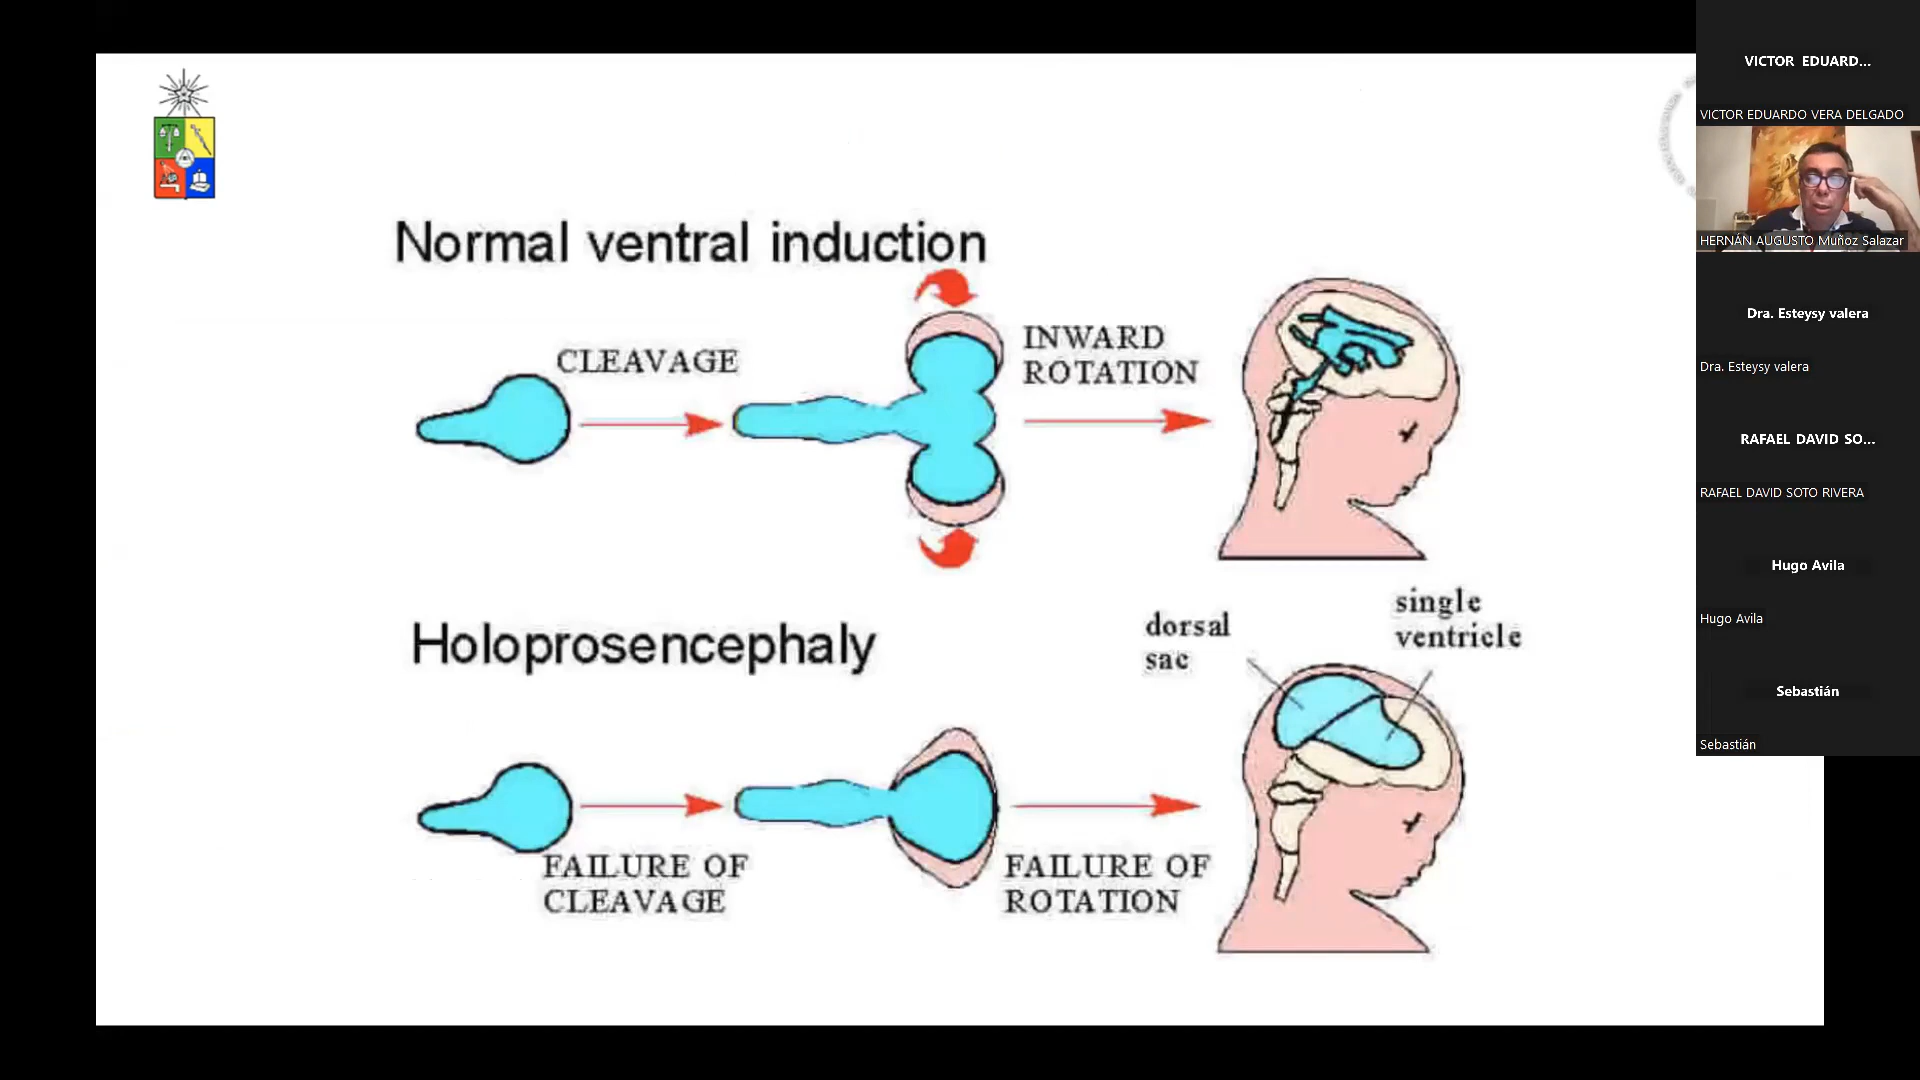 Normal ventral induction
CLEAVAGE
INWARD
ROTATION
Holoprosencephaly
dorsal
sac
single
ventricle
FAILURE OF
CLEAVAGE
FAILURE OF
ROTATION
VICTOR EDUARD...
VICTOR EDUARDO VERA DELGADO
HERNÁN AUGUSTO Muñoz Salazar
Dra. Esteysy valera
Dra. Esteysy valera
RAFAEL DAVID SO...
RAFAEL DAVID SOTO RIVERA
Hugo Avila
Hugo Avila
Sebastián
Sebastián